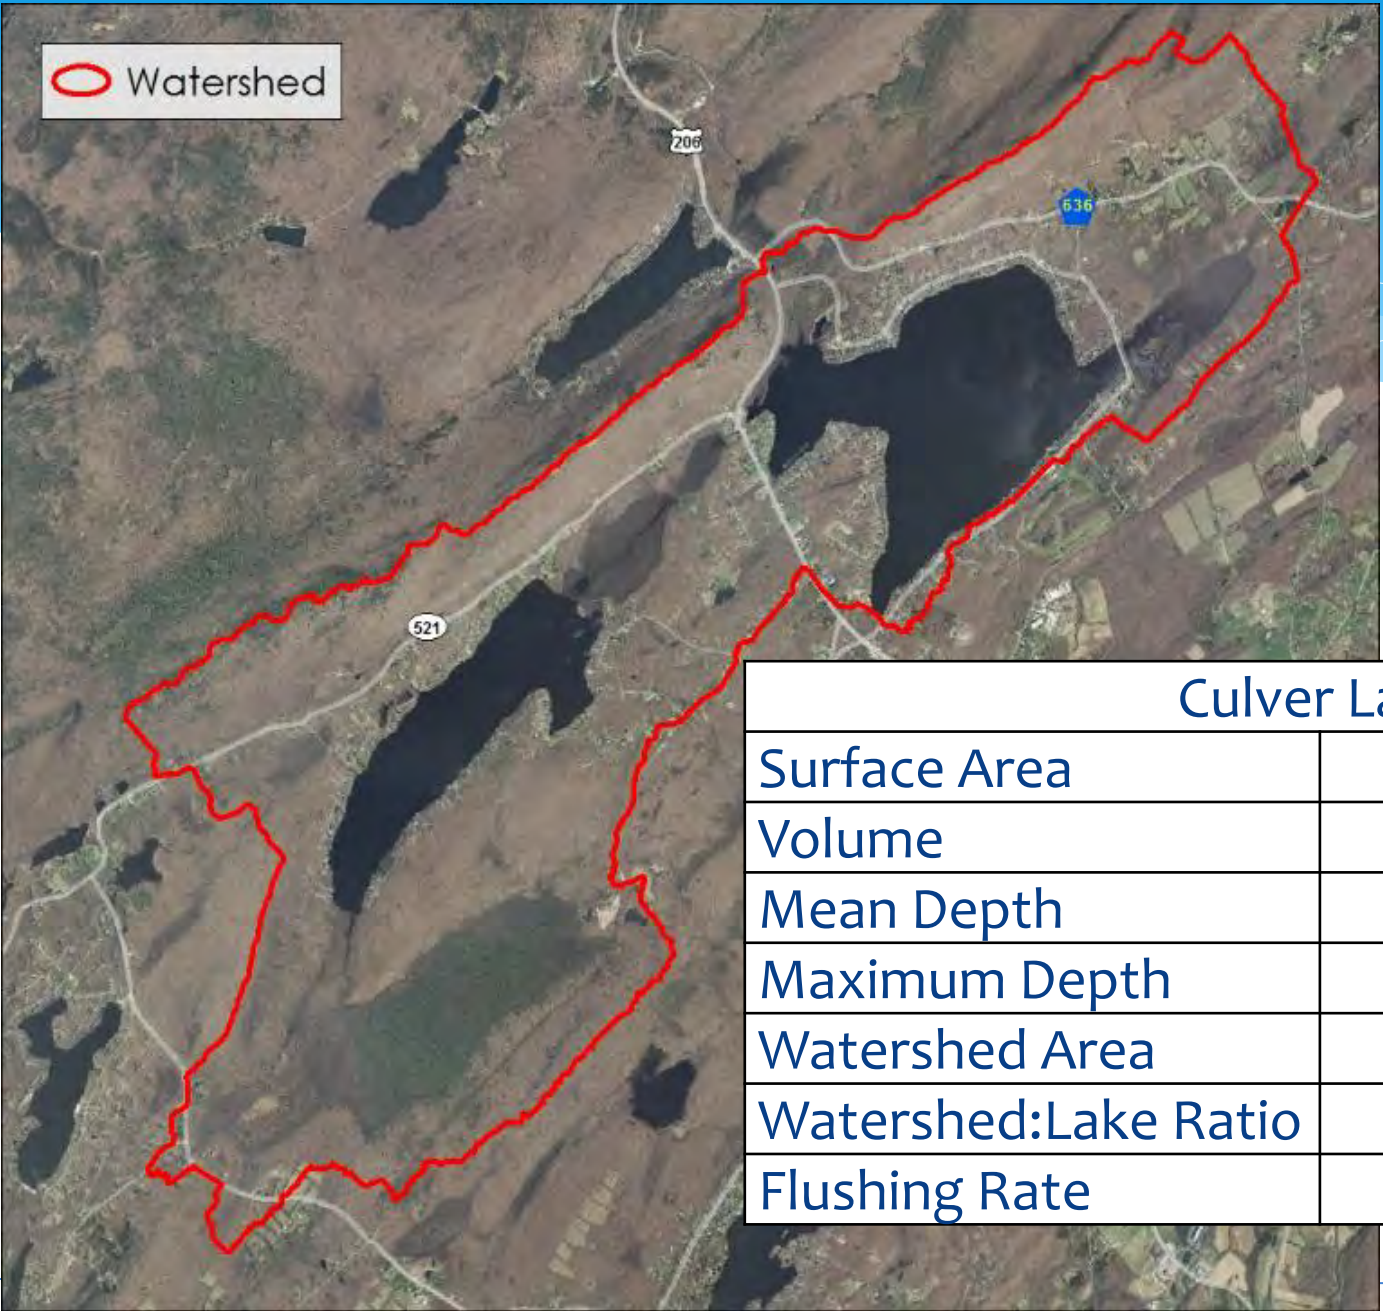 Watershed
206
636
521
Culver La
Surface Area
Volume
Mean Depth
Maximum Depth
Watershed Area
Watershed:Lake Ratio
Flushing Rate